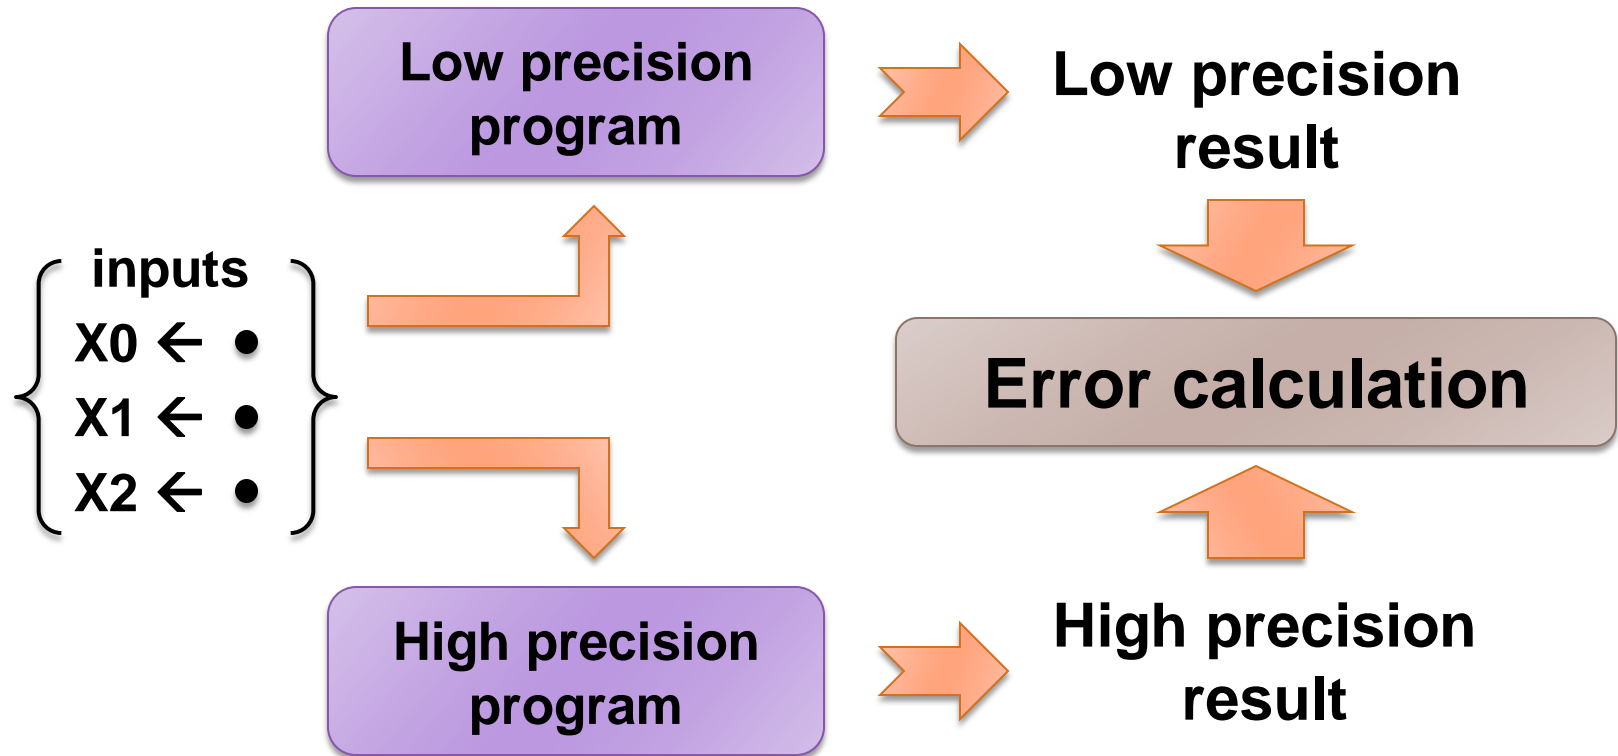 Low precision
program
Low precision
result
inputs
X0 ← •
X1 ← •
X2 ← •
Error calculation
High precision
program
High precision
result